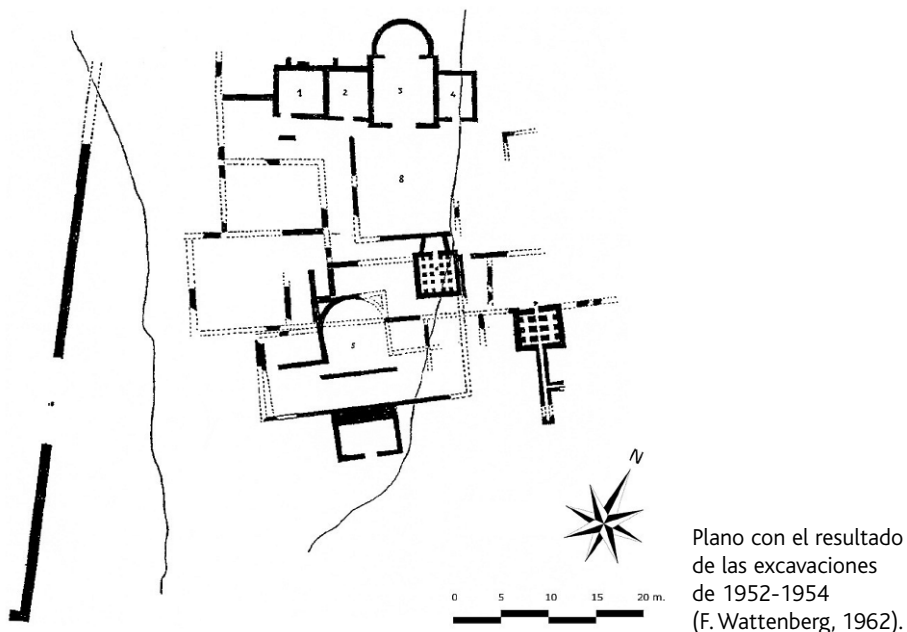 1
2
3
4
8
5
N
0 5 10 15 20 m.
Plano con el resultado
de las excavaciones
de 1952-1954
(F. Wattenberg, 1962).